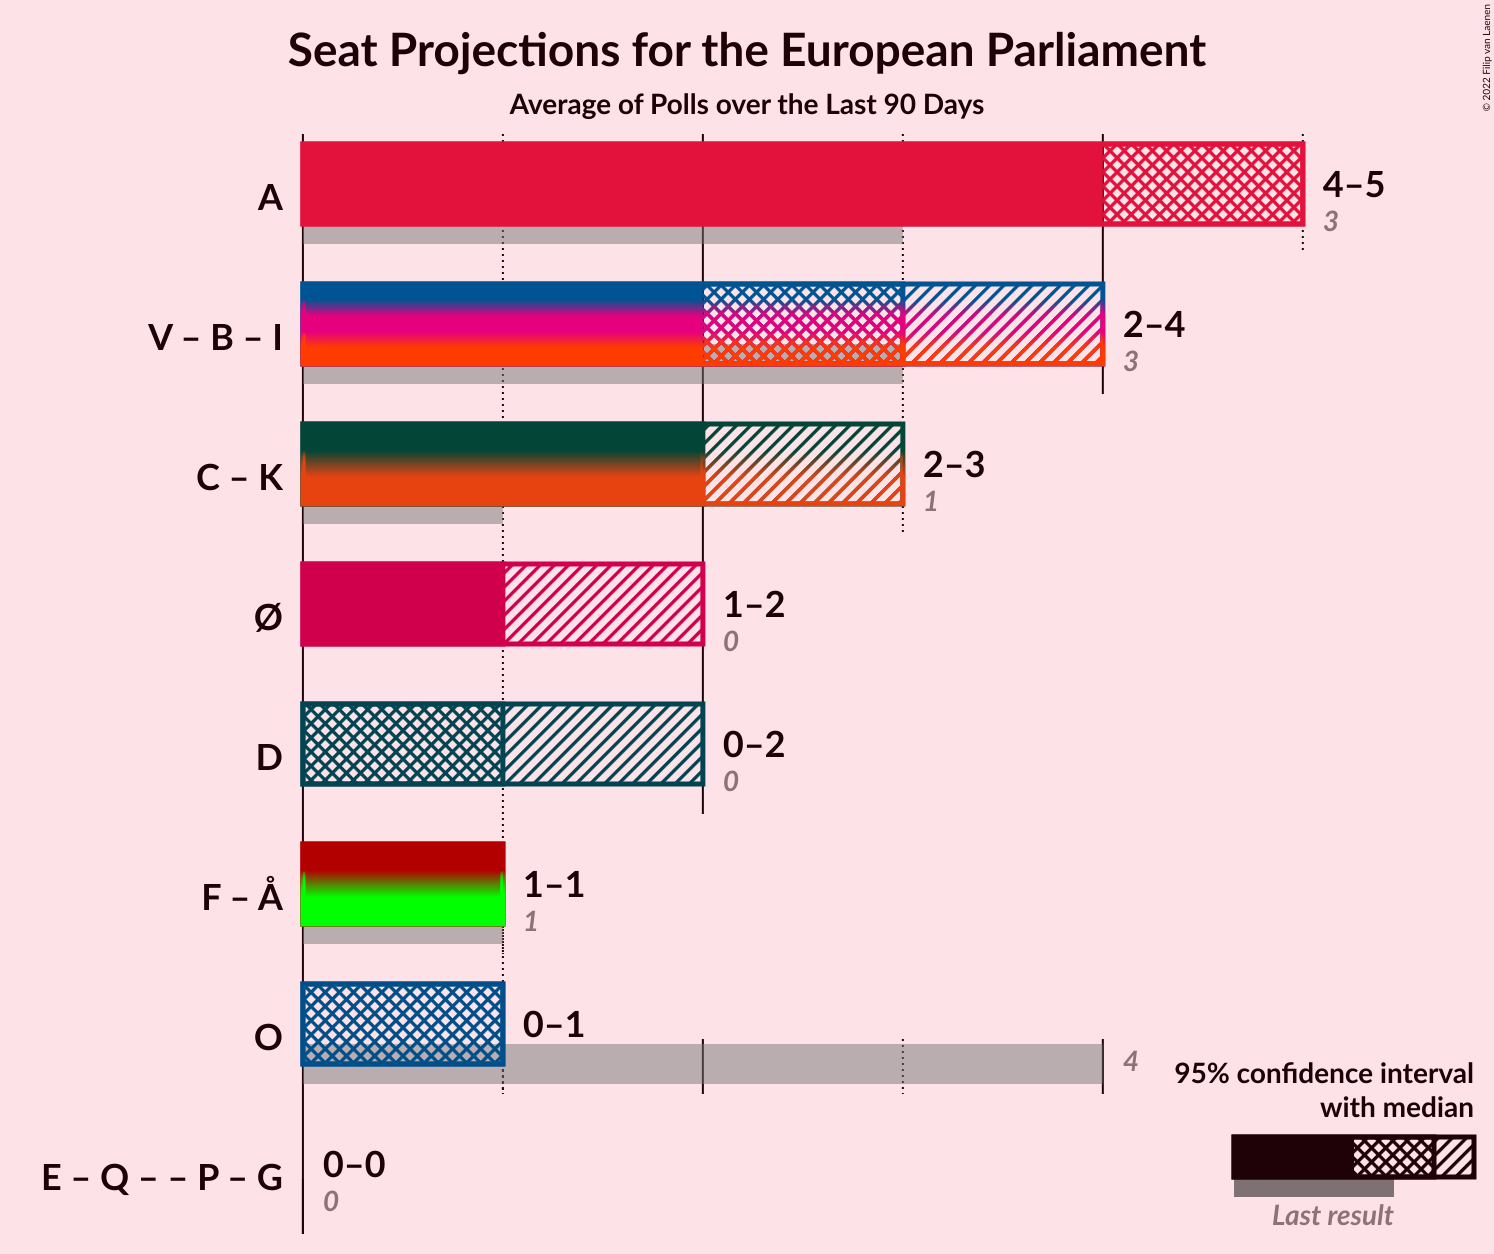 Seat Projections for the European Parliament
Average of Polls over the Last 90 Days
© 2022 Filip van Laenen
A
4–5
3
V – B – I
2–4
3
C – K
2–3
1
Ø
1–2
0
D
0–2
0
F – Å
1–1
1
O
0–1
4
E – Q – – P – G
0–0
0
95% confidence interval
with median
Last result